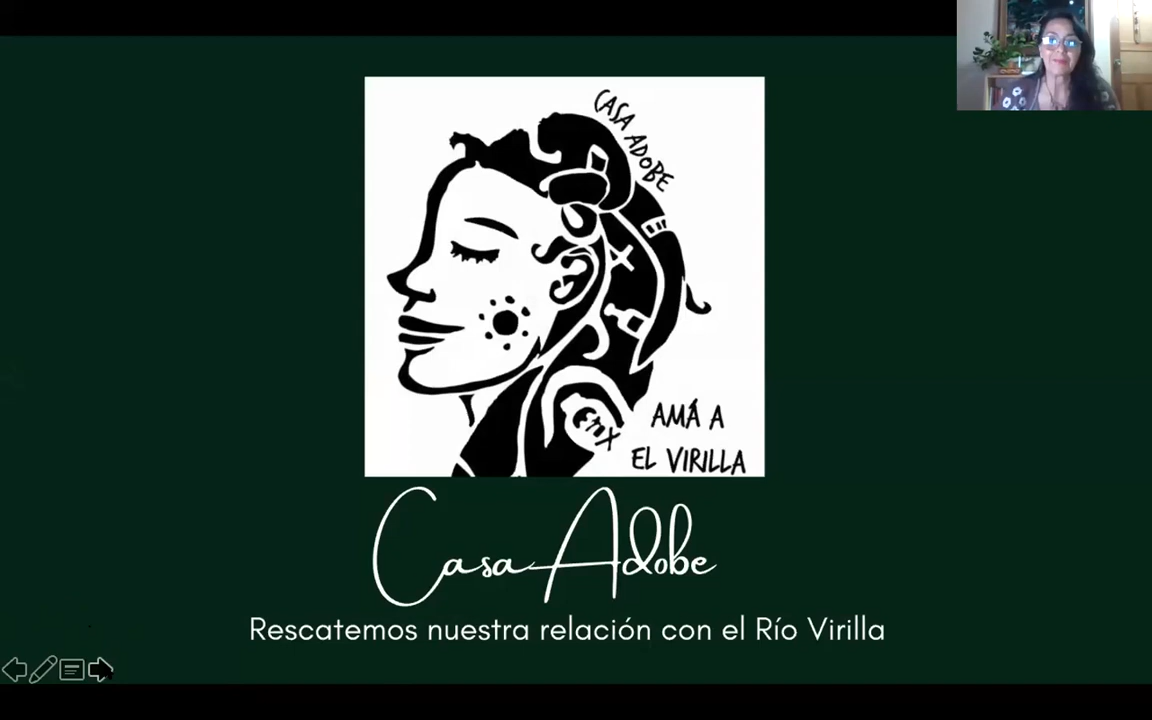 CASA ADOBE
AMÁ A
EL VIRILLA
Casa Adobe
Rescatemos nuestra relación con el Río Virilla